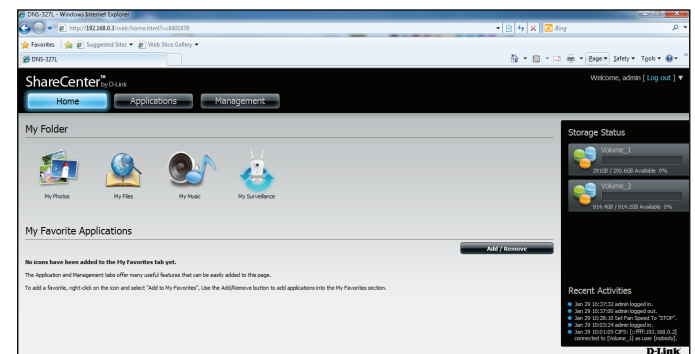 DNS-327L - Windows Internet Explorer
http://192.168.0.3/web/home.html?v=8401878
Bing
Favorites
Suggested Sites
Web Slice Gallery
DNS-327L
Page
Safety
Tools
ShareCenter™ by D-Link
Welcome, admin [ Log out ]
Home
Applications
Management
My Folder
My Photos
My Files
My Music
My Surveillance
My Favorite Applications
Add / Remove
No icons have been added to the My Favorites tab yet.
The Application and Management tabs offer many useful features that can be easily added to this page.
To add a favorite, right-click on the icon and select "Add to My Favorites", Use the Add/Remove button to add applications into the My Favorites section.
Storage Status
Volume_1
291GB / 290.6GB Available 0%
Volume_2
914.4GB / 914.2GB Available 0%
Recent Activities
Jan 29 10:37:32 admin logged in.
Jan 29 10:37:00 admin logged out.
Jan 29 10:28:10 Set Fan Speed To "STOP".
Jan 29 10:03:24 admin logged in.
Jan 29 10:01:05 CIFS: [::ffff:192.168.0.2]
connected to [Volume_1] as user [nobody].
D-Link